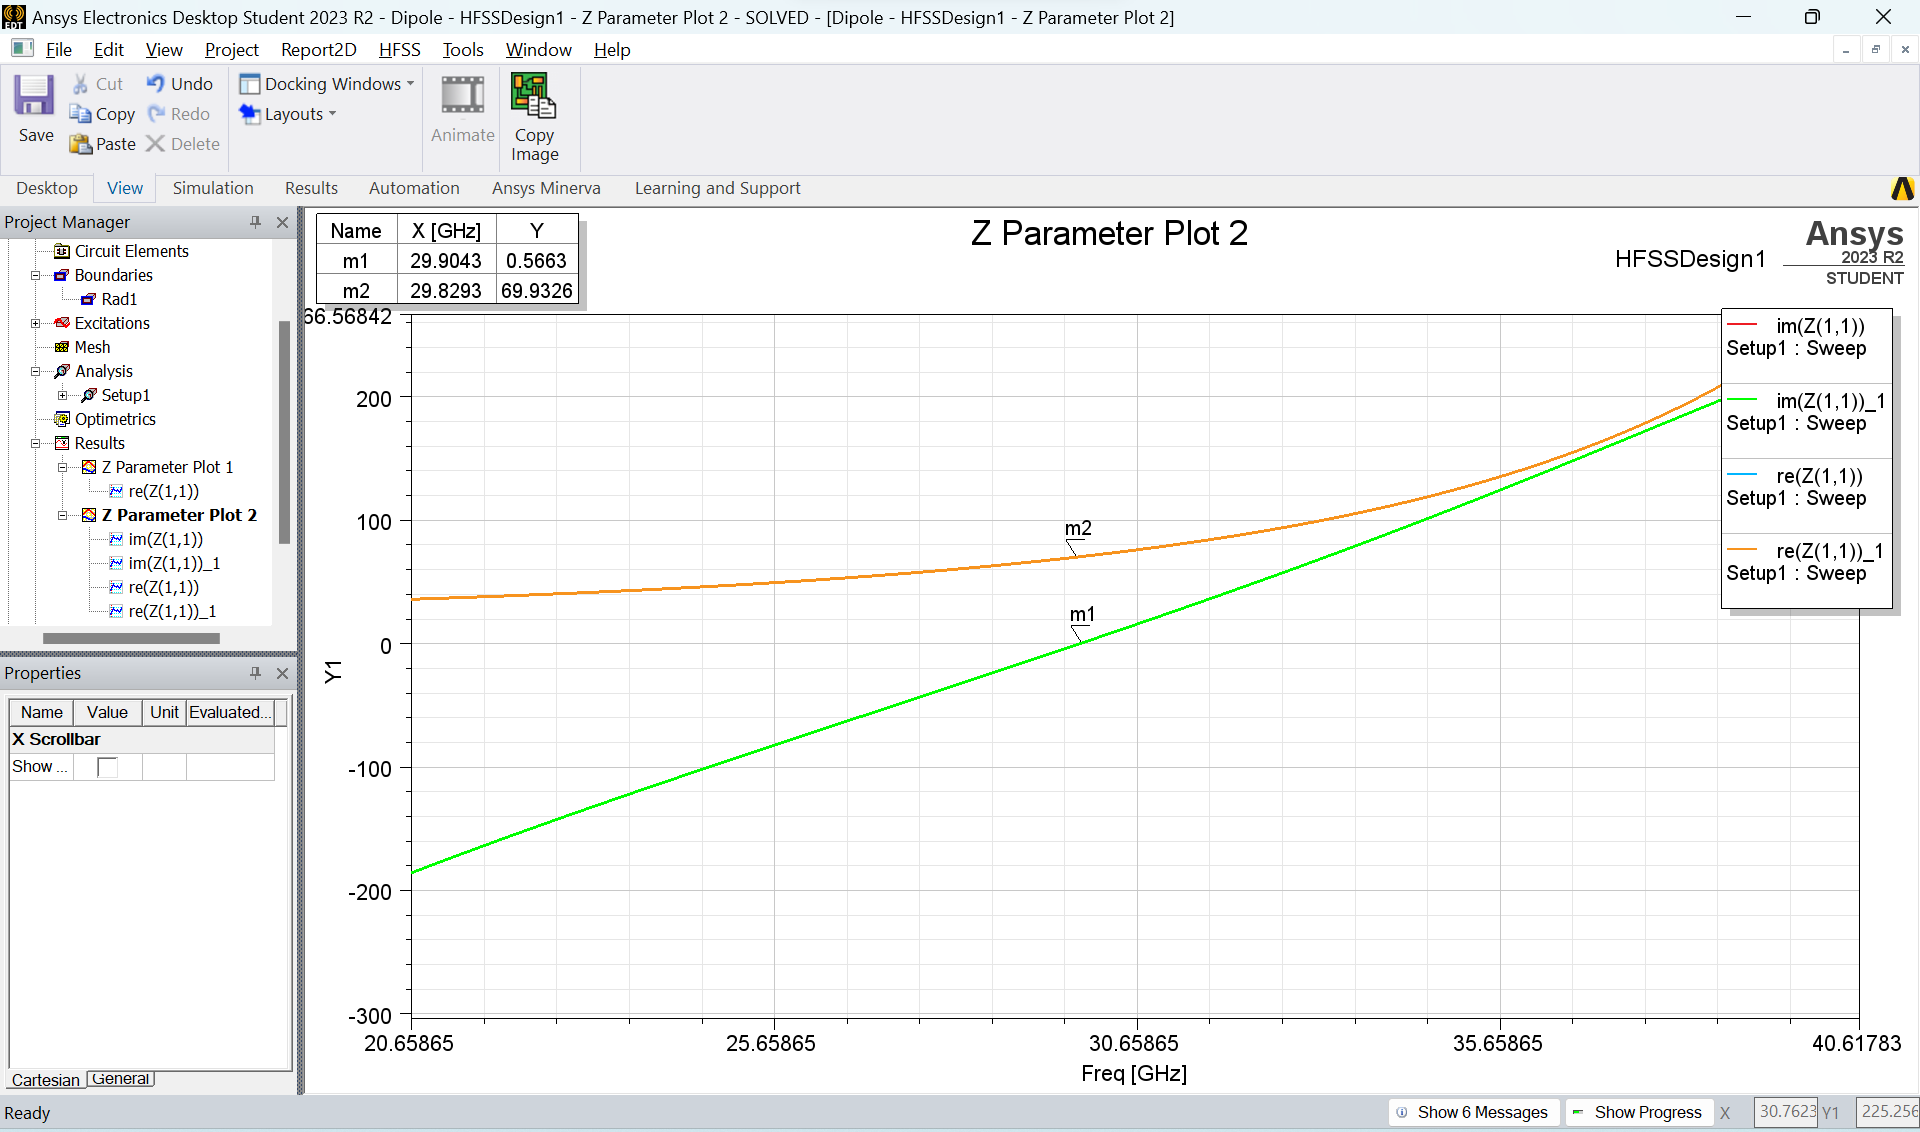 Ansys Electronics Desktop Student 2023 R2 - Dipole - HFSSDesign1 - Z Parameter Plot 2 - SOLVED - [Dipole - HFSSDesign1 - Z Parameter Plot 2]
File Edit View Project Report2D HFSS Tools Window Help
Save
Cut
Copy
Paste
Undo
Redo
Delete
Docking Windows
Layouts
Animate
Copy
Image
Desktop View Simulation Results Automation Ansys Minerva Learning and Support
Project Manager
Circuit Elements
Boundaries
Rad1
Excitations
Mesh
Analysis
Setup1
Optimetrics
Results
Z Parameter Plot 1
re(Z(1,1))
Z Parameter Plot 2
im(Z(1,1))
im(Z(1,1))_1
re(Z(1,1))
re(Z(1,1))_1
Properties
Name Value Unit Evaluated...
X Scrollbar
Show ...
Cartesian General
Name X [GHz] Y
m1 29.9043 0.5663
m2 29.8293 69.9326
Z Parameter Plot 2
HFSSDesign1
Ansys
2023 R2
STUDENT
66.56842
200
100
0
-100
-200
-300
Y1
m2
m1
im(Z(1,1))
Setup1 : Sweep
im(Z(1,1))_1
Setup1 : Sweep
re(Z(1,1))
Setup1 : Sweep
re(Z(1,1))_1
Setup1 : Sweep
20.65865 25.65865 30.65865 35.65865 40.61783
Freq [GHz]
Ready
Show 6 Messages Show Progress X 30.7623 Y1 225.256